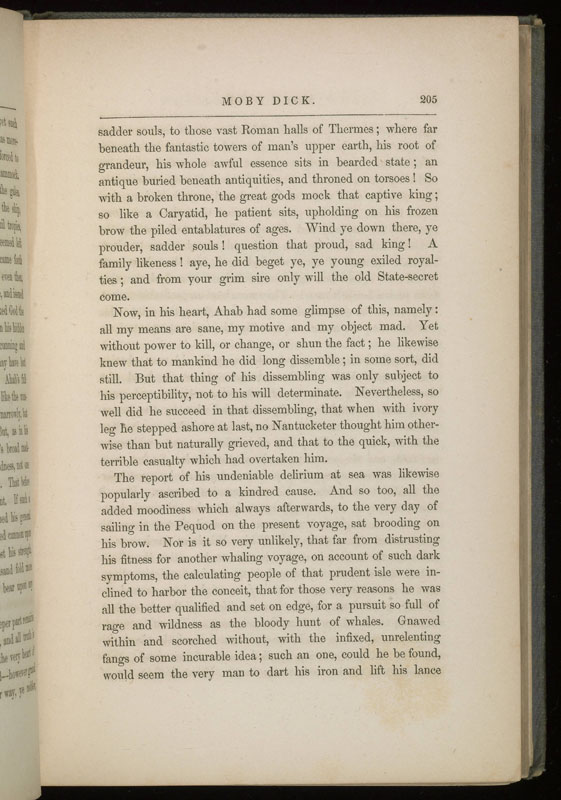 MOBY DICK. 205
sadder souls, to those vast Roman halls of Thermes; where far
beneath the fantastic towers of man's upper earth, his root of
grandeur, his whole awful essence sits in bearded state; an
antique buried beneath antiquities, and throned on torsoes! So
with a broken throne, the great gods mock that captive king;
so like a Caryatid, he patient sits, upholding on his frozen
brow the piled entablatures of ages. Wind ye down there, ye
prouder, sadder souls! question that proud, sad king! A
family likeness! aye, he did beget ye, ye young exiled royal-
ties; and from your grim sire only will the old State-secret
come.
Now, in his heart, Ahab had some glimpse of this, namely:
all my means are sane, my motive and my object mad. Yet
without power to kill, or change, or shun the fact; he likewise
knew that to mankind he did long dissemble; in some sort, did
still. But that thing of his dissembling was only subject to
his perceptibility, not to his will determinate. Nevertheless, so
well did he succeed in that dissembling, that when with ivory
leg he stepped ashore at last, no Nantucketer thought him other-
wise than but naturally grieved, and that to the quick, with the
terrible casualty which had overtaken him.
The report of his undeniable delirium at sea was likewise
popularly ascribed to a kindred cause. And so too, all the
added moodiness which always afterwards, to the very day of
sailing in the Pequod on the present voyage, sat brooding on
his brow. Nor is it so very unlikely, that far from distrusting
his fitness for another whaling voyage, on account of such dark
symptoms, the calculating people of that prudent isle were in-
clined to harbor the conceit, that for those very reasons he was
all the better qualified and set on edge, for a pursuit so full of
rage and wildness as the bloody hunt of whales. Gnawed
within and scorched without, with the infixed, unrelenting
fangs of some incurable idea; such an one, could he be found,
would seem the very man to dart his iron and lift his lance